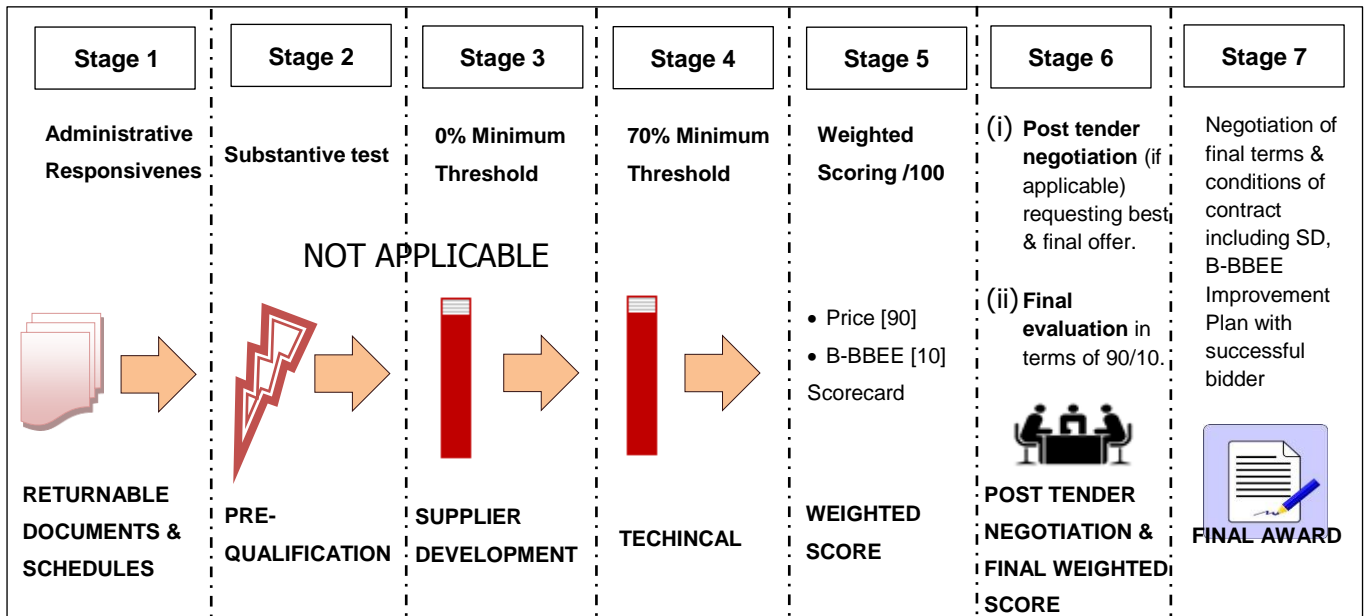 Stage 1
Administrative
Responsivenes
RETURNABLE
DOCUMENTS &
SCHEDULES
Stage 2
Substantive test
NOT APPLICABLE
PRE-
QUALIFICATION
Stage 3
0% Minimum
Threshold
SUPPLIER
DEVELOPMENT
Stage 4
70% Minimum
Threshold
TECHINCAL
Stage 5
Weighted
Scoring /100
• Price [90]
• B-BBEE [10]
Scorecard
WEIGHTED
SCORE
Stage 6
(i) Post tender
negotiation (if
applicable)
requesting best
& final offer.
(ii) Final
evaluation in
terms of 90/10.
POST TENDER
NEGOTIATION &
FINAL WEIGHTED
SCORE
Stage 7
Negotiation of
final terms &
conditions of
contract
including SD,
B-BBEE
Improvement
Plan with
successful
bidder
FINAL AWARD